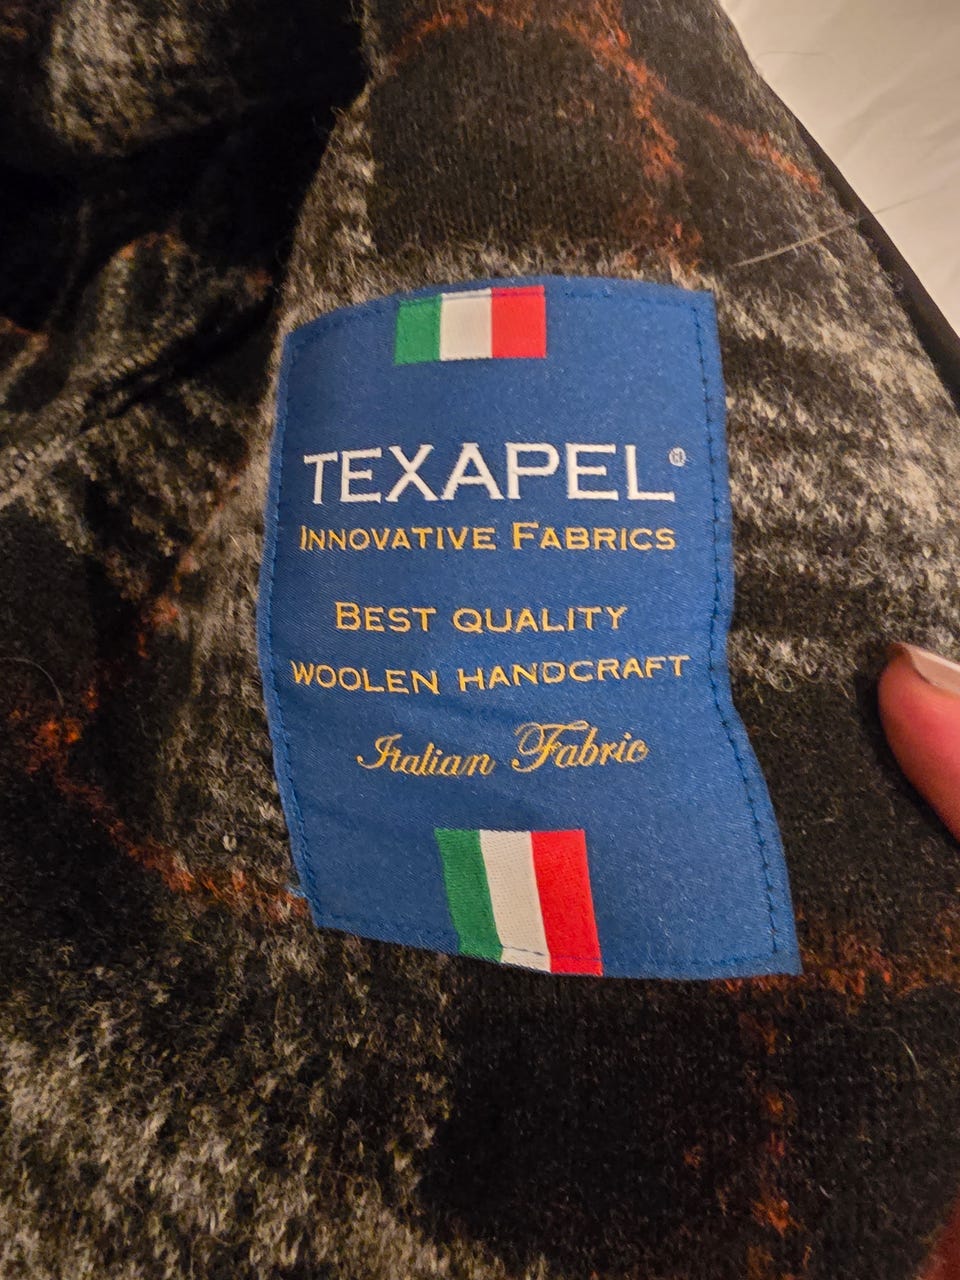 TEXAPEL®
INNOVATIVE FABRICS
BEST QUALITY
WOOLEN HANDCRAFT
Italian Fabric